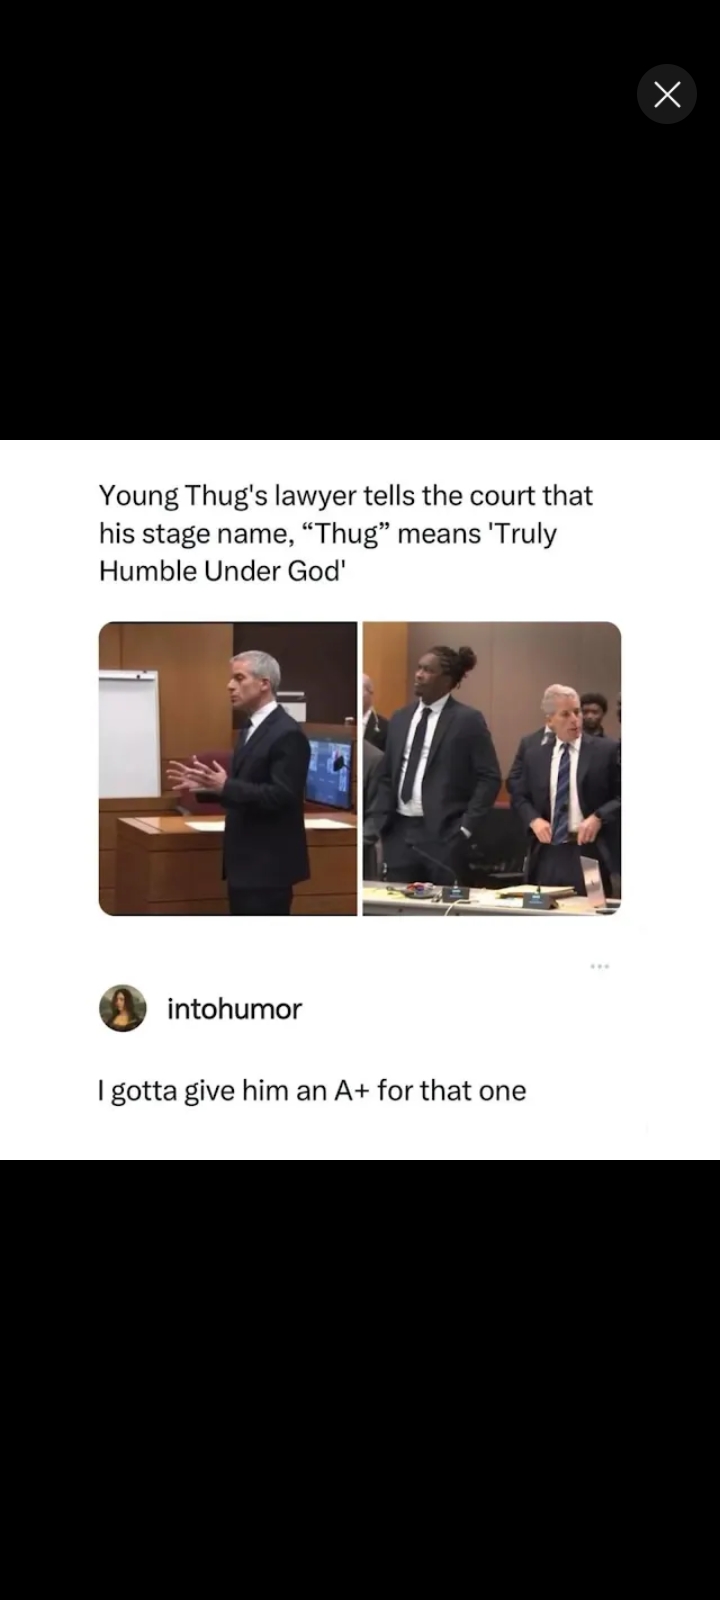 Young Thug's lawyer tells the court that
his stage name, “Thug” means 'Truly
Humble Under God'
intohumor
I gotta give him an A+ for that one